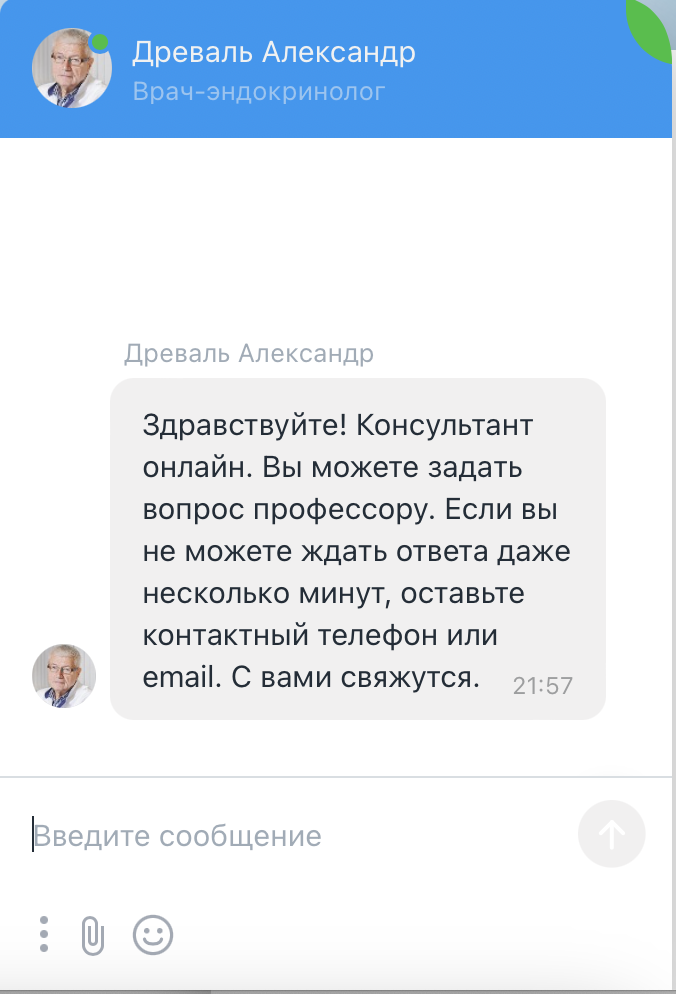 Древаль Александр
Врач-эндокринолог
Древаль Александр
Здравствуйте! Консультант
онлайн. Вы можете задать
вопрос профессору. Если вы
не можете ждать ответа даже
несколько минут, оставьте
контактный телефон или
email. С вами свяжутся.
21:57
Введите сообщение